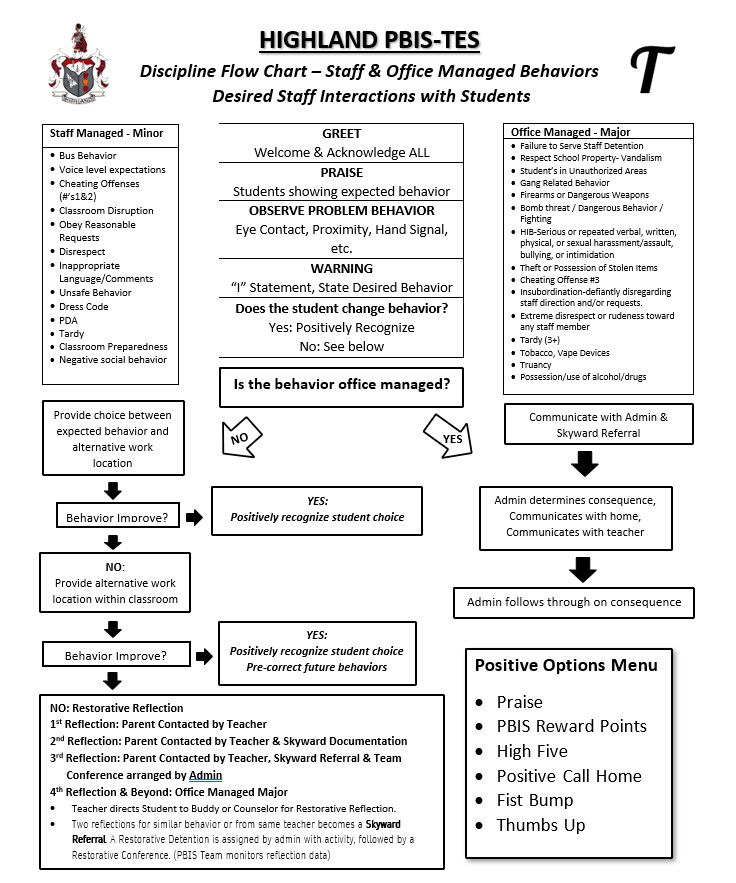 HIGHLAND PBIS-TES
Discipline Flow Chart – Staff & Office Managed Behaviors
Desired Staff Interactions with Students
HIGHLAND
T
Staff Managed - Minor
• Bus Behavior
• Voice level expectations
• Cheating Offenses
(#'s1&2)
• Classroom Disruption
• Obey Reasonable
Requests
• Disrespect
• Inappropriate
Language/Comments
• Unsafe Behavior
• Dress Code
• PDA
• Tardy
• Classroom Preparedness
• Negative social behavior
GREET
Welcome & Acknowledge ALL
PRAISE
Students showing expected behavior
OBSERVE PROBLEM BEHAVIOR
Eye Contact, Proximity, Hand Signal,
etc.
WARNING
“I” Statement, State Desired Behavior
Does the student change behavior?
Yes: Positively Recognize
No: See below
Office Managed - Major
• Failure to Serve Staff Detention
• Respect School Property- Vandalism
• Student's in Unauthorized Areas
• Gang Related Behavior
• Firearms or Dangerous Weapons
• Bomb threat / Dangerous Behavior /
Fighting
• HIB-Serious or repeated verbal, written,
physical, or sexual harassment/assault,
bullying, or intimidation
• Theft or Possession of Stolen Items
• Cheating Offense #3
• Insubordination-defiantly disregarding
staff direction and/or requests.
• Extreme disrespect or rudeness toward
any staff member
• Tardy (3+)
• Tobacco, Vape Devices
• Truancy
• Possession/use of alcohol/drugs
Is the behavior office managed?
NO
YES
Provide choice between
expected behavior and
alternative work
location
Behavior Improve?
YES:
Positively recognize student choice
NO:
Provide alternative work
location within classroom
Behavior Improve?
YES:
Positively recognize student choice
Pre-correct future behaviors
NO: Restorative Reflection
1st Reflection: Parent Contacted by Teacher
2nd Reflection: Parent Contacted by Teacher & Skyward Documentation
3rd Reflection: Parent Contacted by Teacher, Skyward Referral & Team
Conference arranged by Admin
4th Reflection & Beyond: Office Managed Major
• Teacher directs Student to Buddy or Counselor for Restorative Reflection.
• Two reflections for similar behavior or from same teacher becomes a Skyward
Referral. A Restorative Detention is assigned by admin with activity, followed by a
Restorative Conference. (PBIS Team monitors reflection data)
Communicate with Admin &
Skyward Referral
Admin determines consequence,
Communicates with home,
Communicates with teacher
Admin follows through on consequence
Positive Options Menu
• Praise
• PBIS Reward Points
• High Five
• Positive Call Home
• Fist Bump
• Thumbs Up